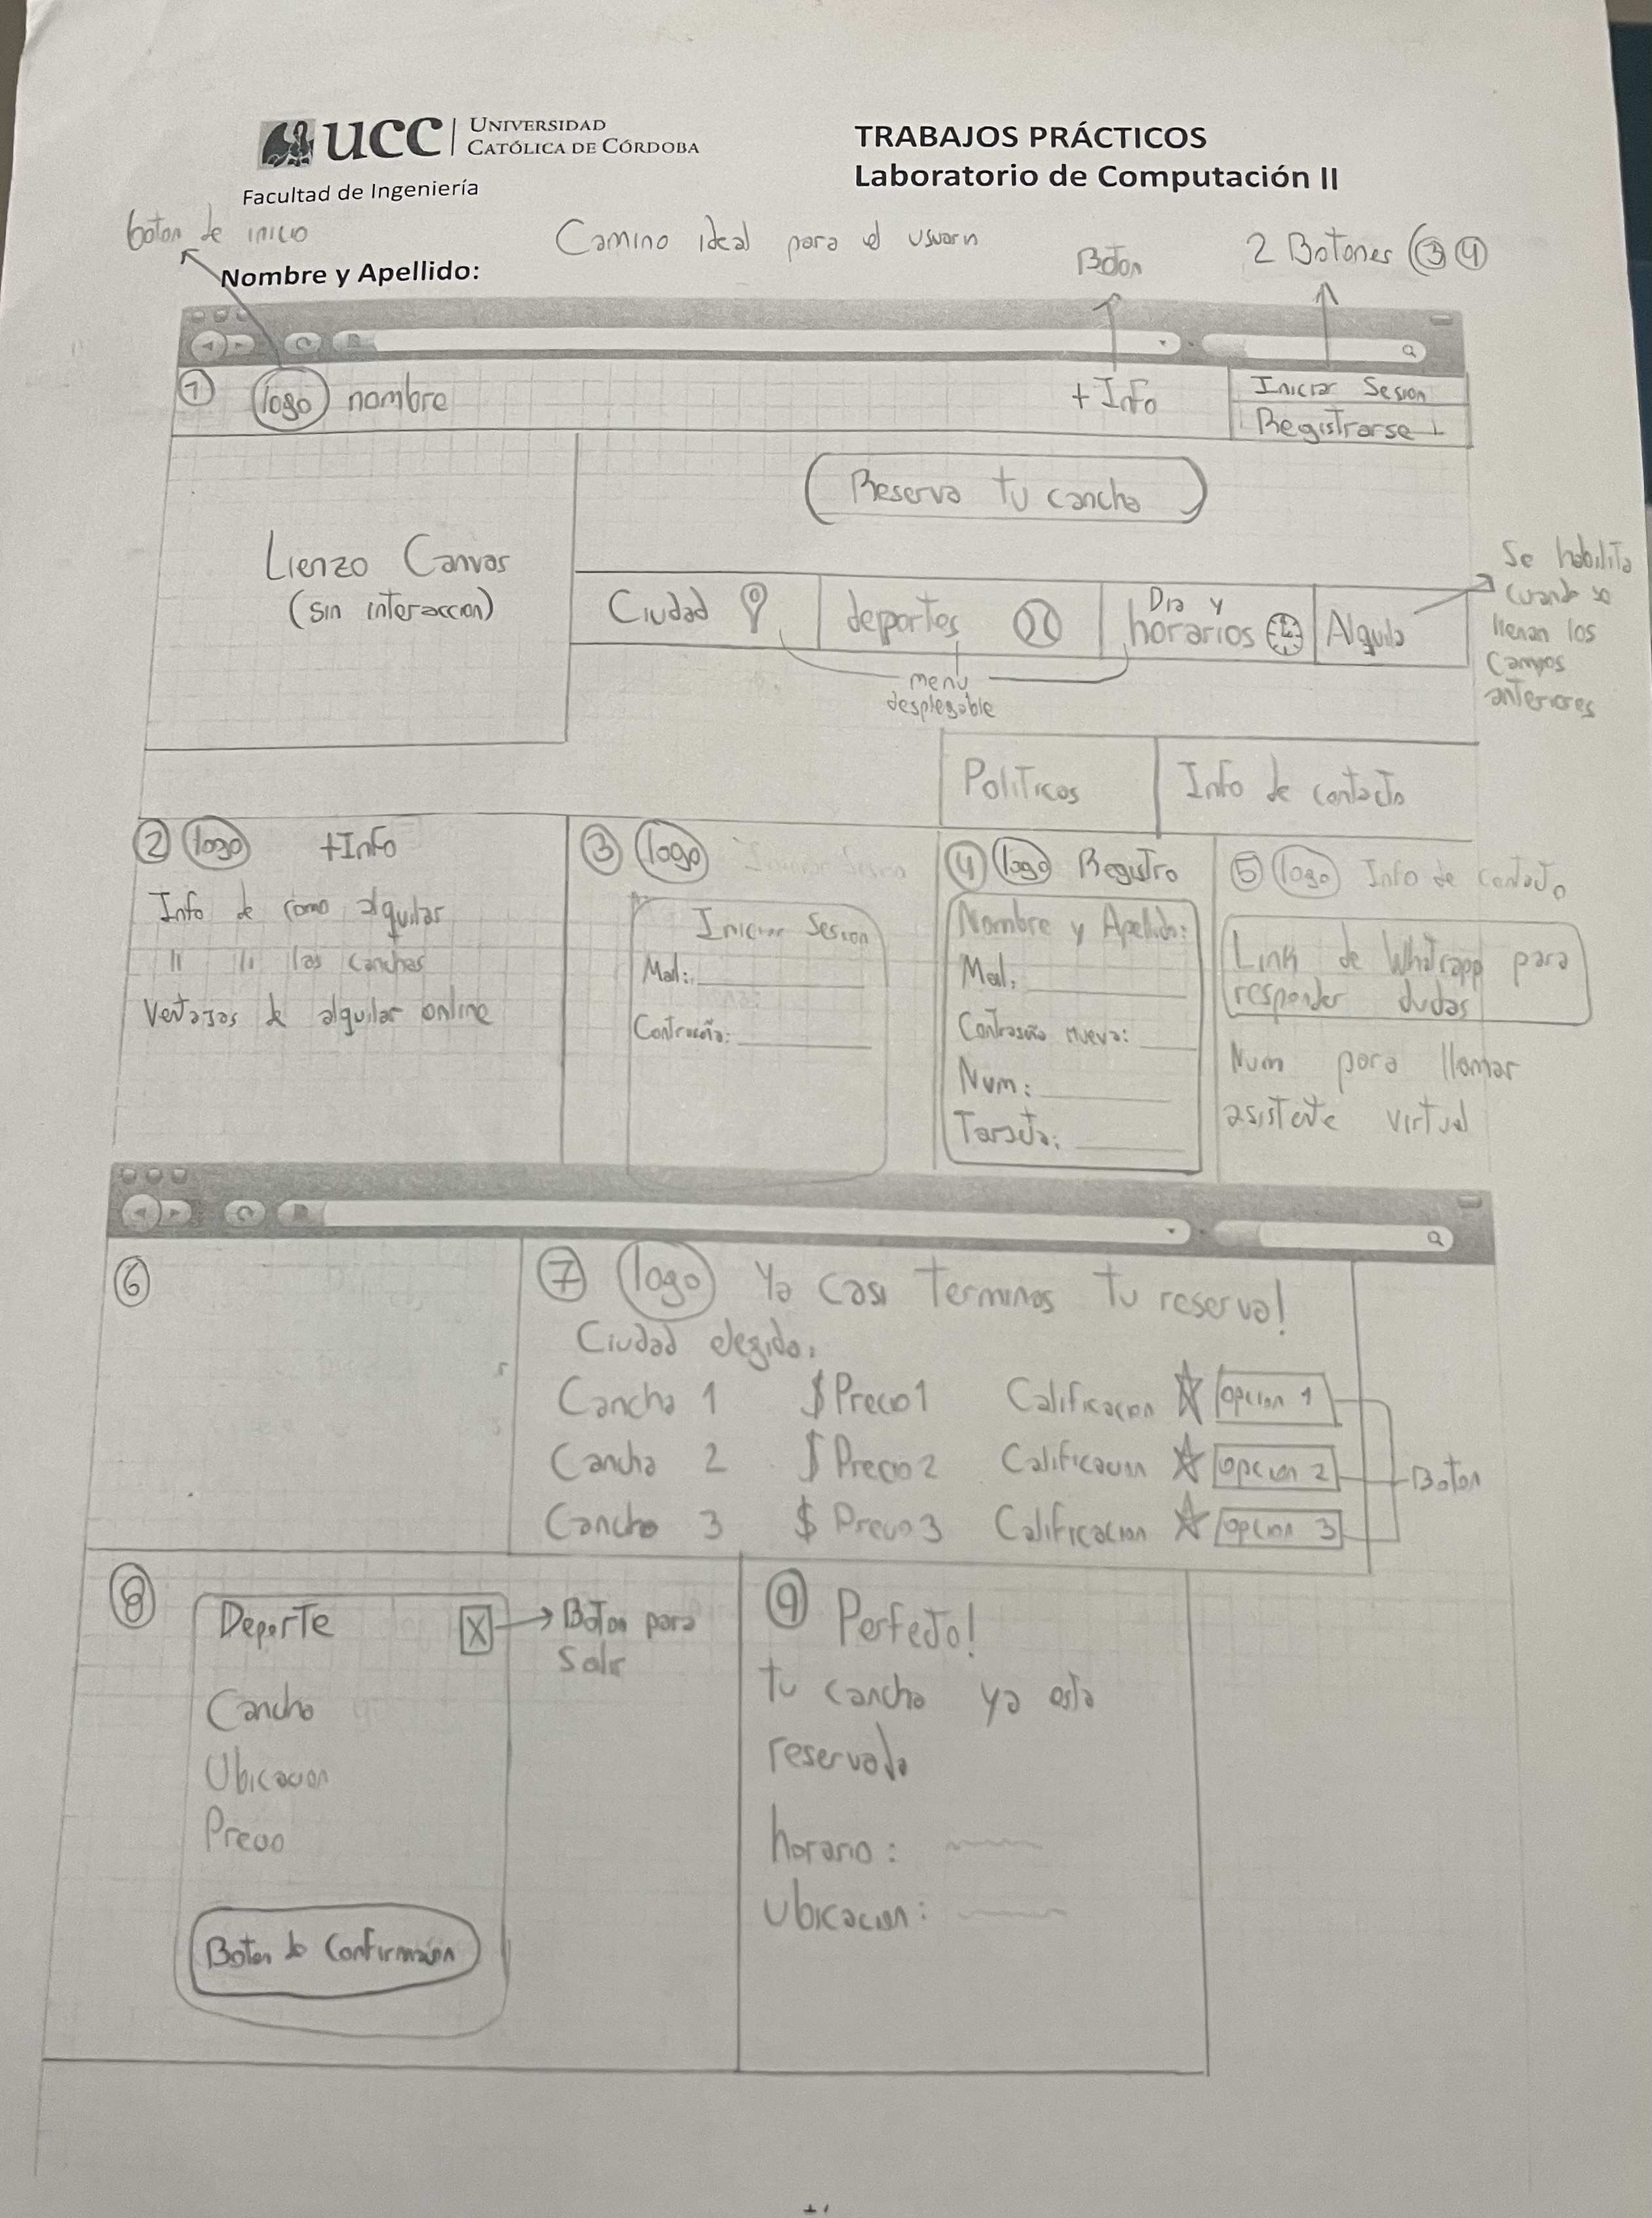 UCC UNIVERSIDAD
CATÓLICA DE CÓRDOBA
Facultad de Ingeniería
TRABAJOS PRÁCTICOS
Laboratorio de Computación II
boton de inicio
Camino ideal para el usuario
Boton
2 Botones (3 4
Nombre y Apellido:
1 logo nombre
+ Info
Iniciar Sesion
Registrarse
Reserva tu cancha
Lienzo Canvas
(sin interaccion)
Ciudad
deportes
Dia y
horarios
Alquila
Se habilita
cuando se
llenan los
campos
anteriores
menu
desplegable
Politicas
Info de contacto
2 logo +Info
Info de como alquilar
" " las canchas
Ventajas de alquilar online
3 logo
Iniciar Sesion
Mail:
Contraseña:
4 logo Registro
Nombre y Apellido:
Mail:
Contraseña nueva:
Num:
Tarjeta:
5 logo Info de contacto
Link de Whatsapp para
responder dudas
Num para llamar
asistente virtual
6
7 logo Ya casi terminas tu reserva!
Ciudad elegida:
Cancha 1 $ Precio1 Calificacion opcion 1
Cancha 2 $ Precio2 Calificacion opcion 2
Cancha 3 $ Precio3 Calificacion opcion 3
Boton
8
Deporte X
Boton para
salir
Cancha
Ubicacion
Precio
Boton de Confirmación
9 Perfecto!
tu cancha ya esta
reservada
horario:
ubicacion: